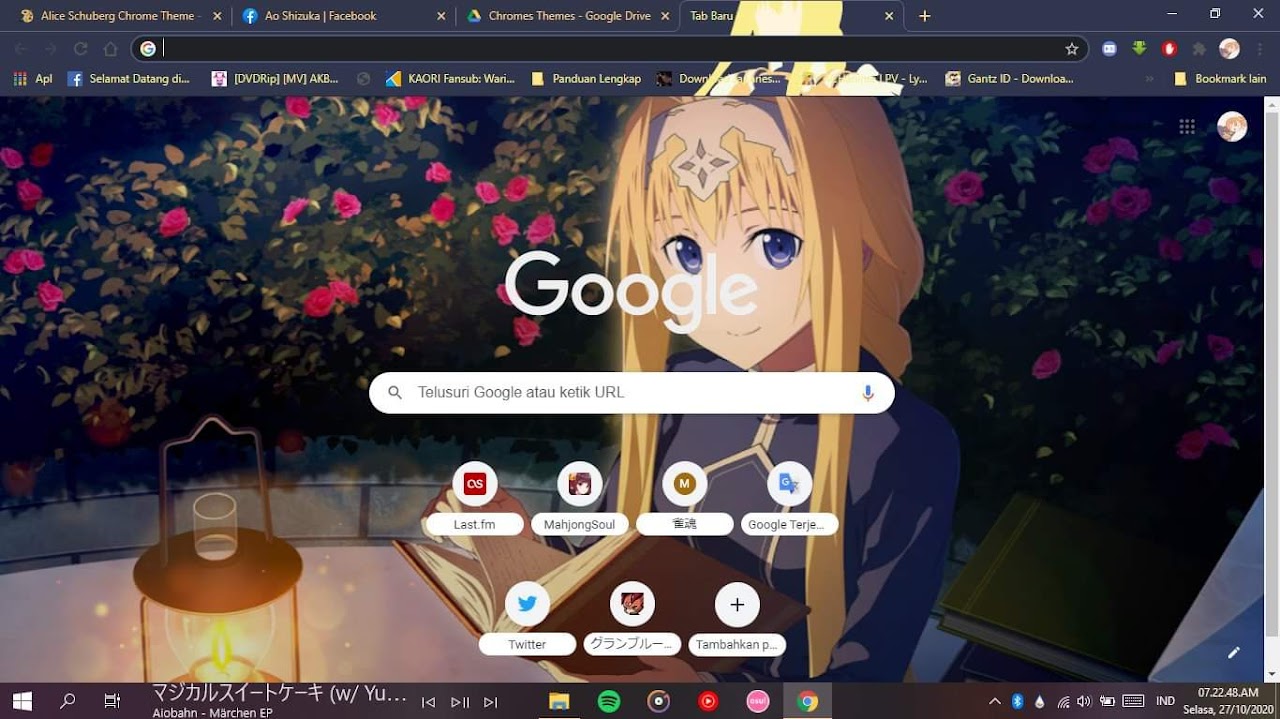 Alice Schuberg Chrome Theme -
Ao Shizuka | Facebook
Chromes Themes - Google Drive
Tab Baru
Apl
Selamat Datang di...
[DVDRip] [MV] AKB...
KAORI Fansub: Wari...
Panduan Lengkap
PV - Ly...
Gantz ID - Downloa...
Bookmark lain
Google
Telusuri Google atau ketik URL
Last.fm
MahjongSoul
M
雀魂
Google Terje...
Twitter
グランブルー...
Tambahkan p...
マジカルスイートケーキ (w/ Yu...
Aiobahn - Märchen EP
osu!
IND
07.22.48 AM
Selasa, 27/10/2020